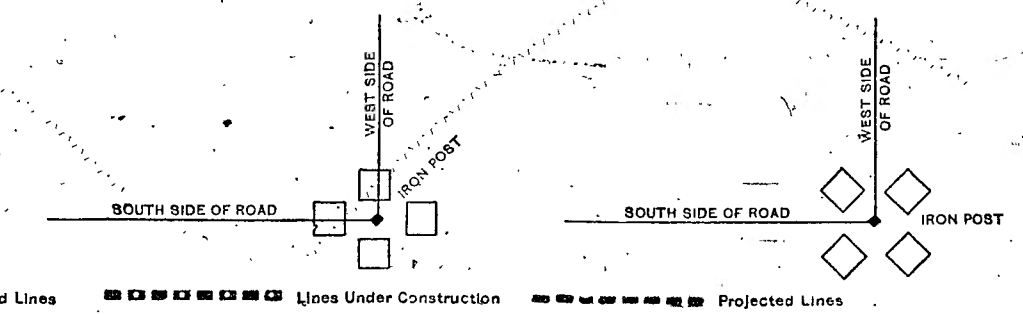 WEST SIDE
OF ROAD
IRON POST
SOUTH SIDE OF ROAD
WEST SIDE
OF ROAD
SOUTH SIDE OF ROAD
IRON POST
d Lines
Lines Under Construction
Projected Lines